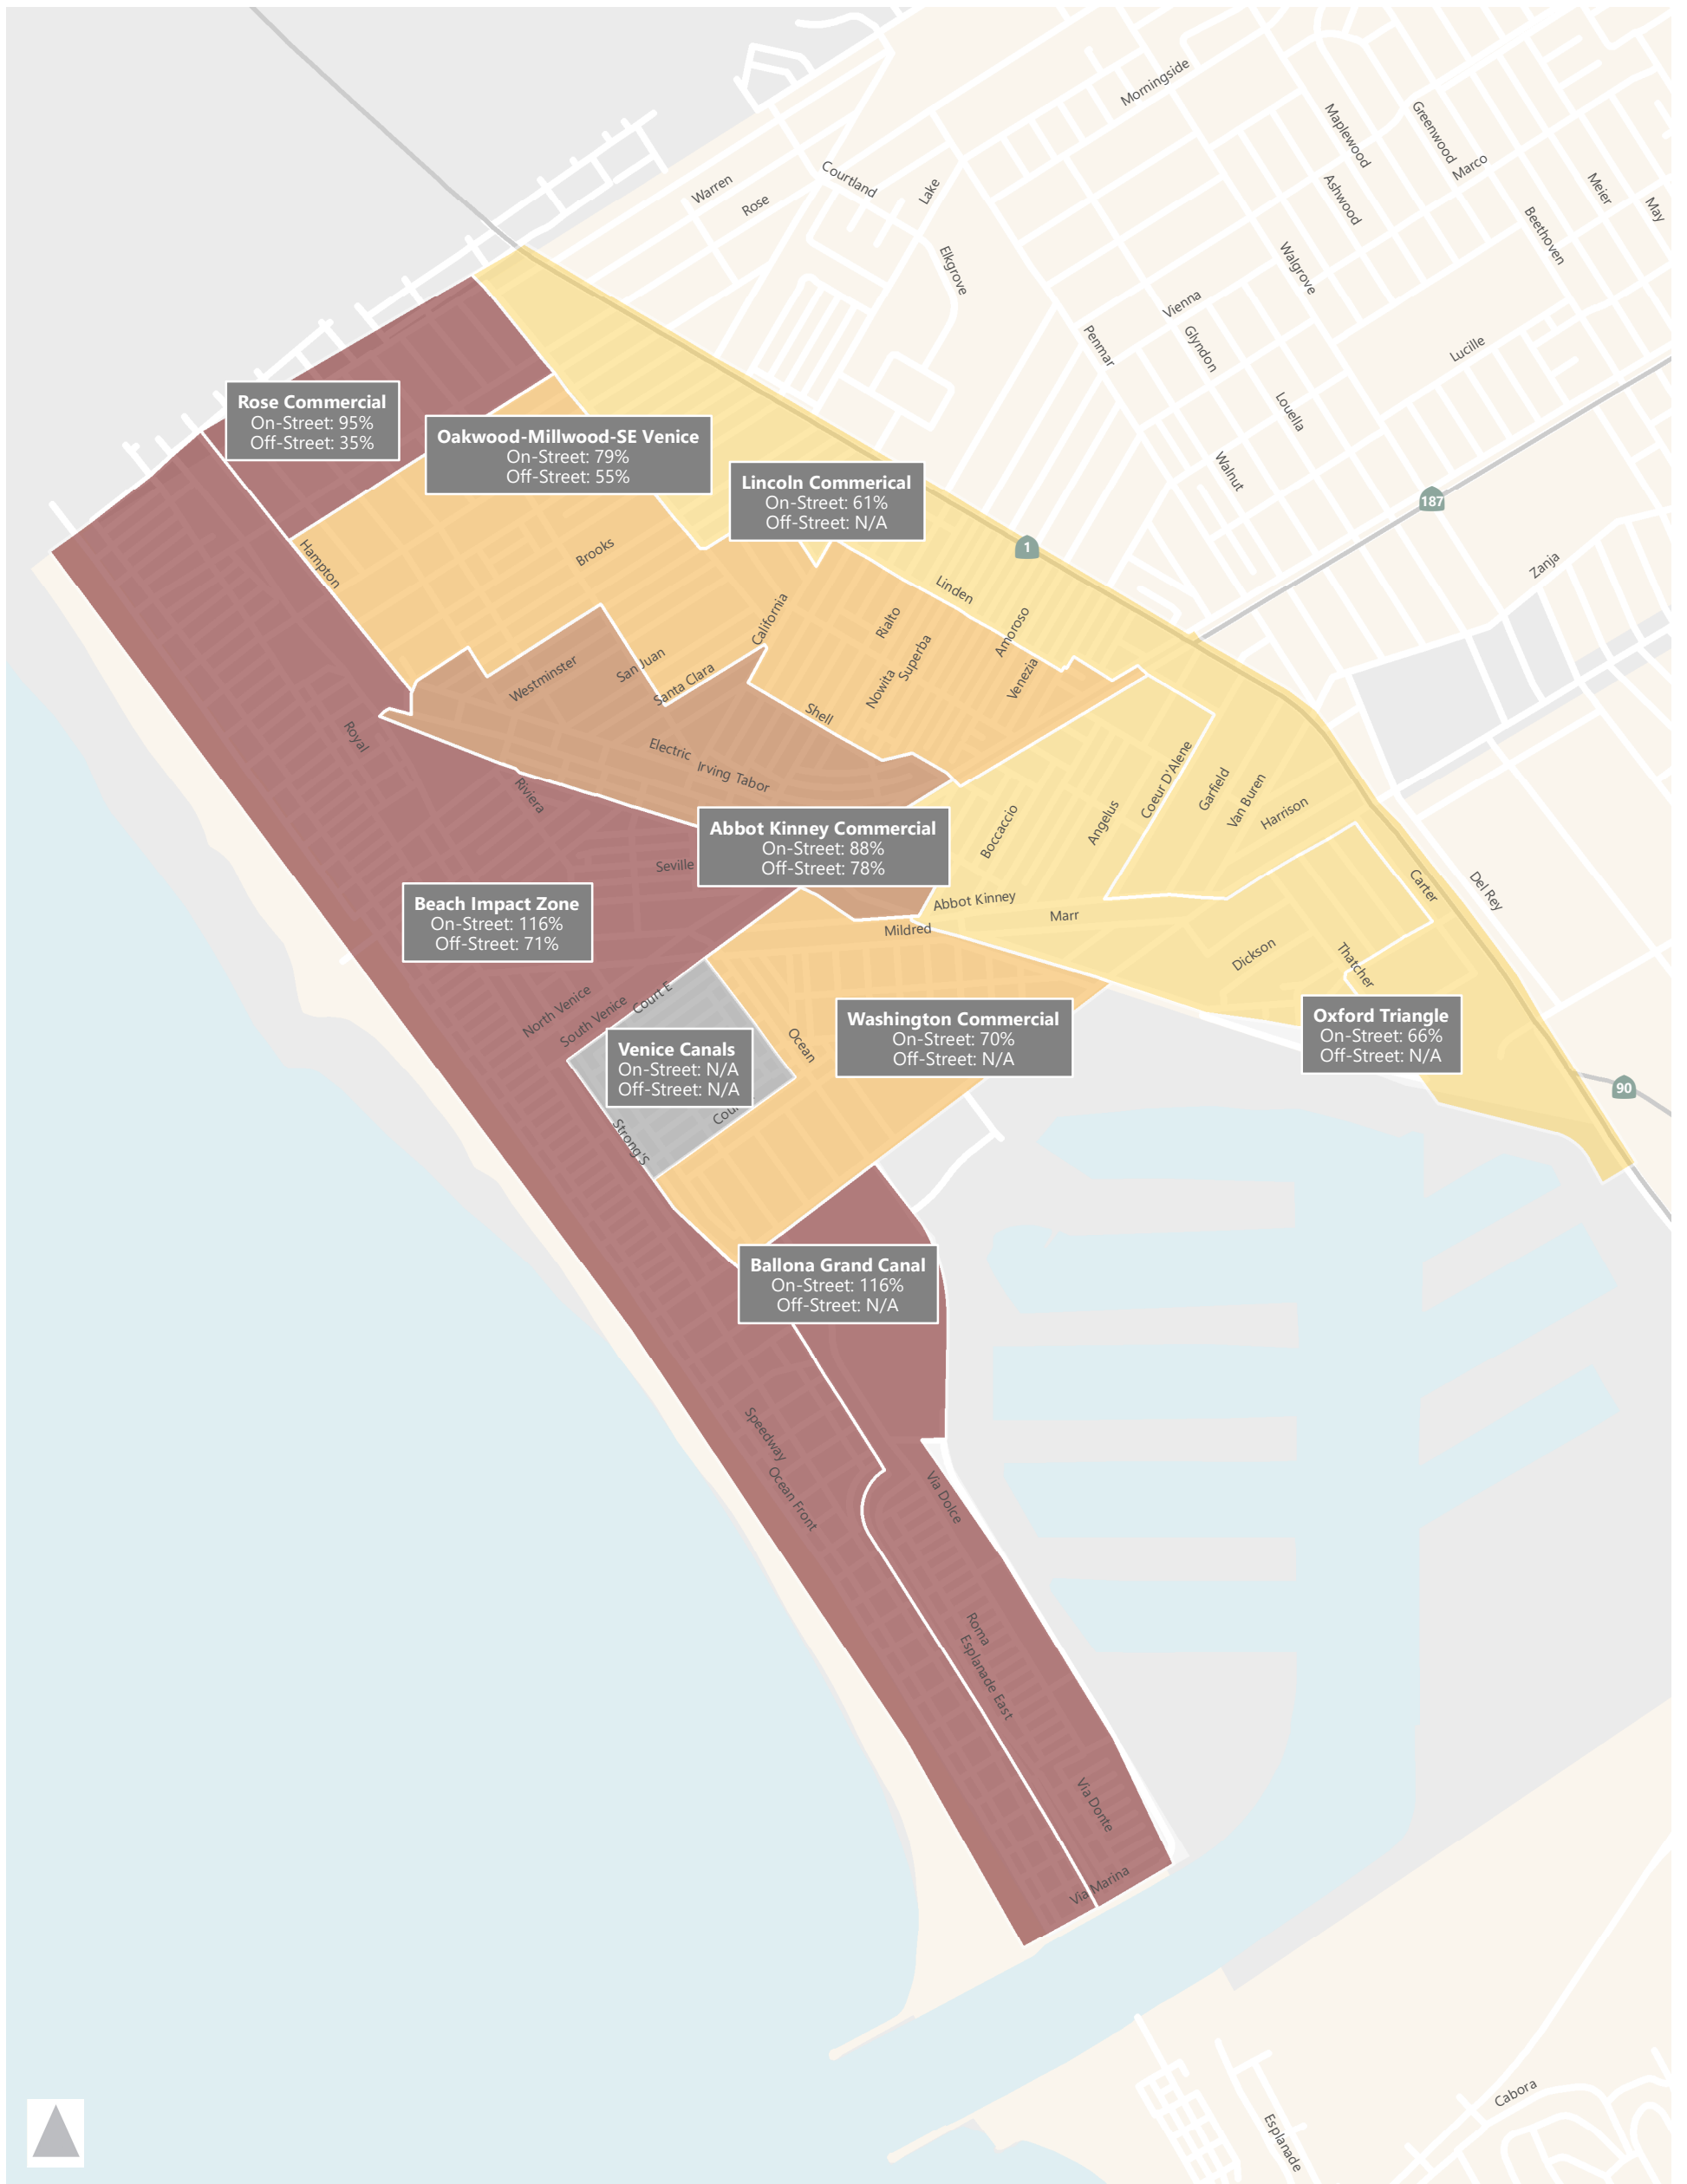 Morningside
Maplewood
Greenwood
Marco
Meier
May
Ashwood
Beethoven
Courtland
Warren
Rose
Lake
Elkgrove
Walgrove
Vienna
Glyndon
Penmar
Lucille
Louella
Walnut
187
Zanja
1
Rose Commercial
On-Street: 95%
Off-Street: 35%
Oakwood-Millwood-SE Venice
On-Street: 79%
Off-Street: 55%
Lincoln Commerical
On-Street: 61%
Off-Street: N/A
Hampton
Brooks
Linden
California
Rialto
Superba
Amoroso
Nowita
Venezia
Westminster
San Juan
Santa Clara
Shell
Royal
Electric
Irving Tabor
Riviera
Coeur D'Alene
Garfield
Van Buren
Harrison
Angelus
Boccaccio
Abbot Kinney Commercial
On-Street: 88%
Off-Street: 78%
Seville
Abbot Kinney
Marr
Mildred
Carter
Del Rey
Dickson
Thatcher
Beach Impact Zone
On-Street: 116%
Off-Street: 71%
North Venice
South Venice
Court E
Ocean
Washington Commercial
On-Street: 70%
Off-Street: N/A
Oxford Triangle
On-Street: 66%
Off-Street: N/A
90
Venice Canals
On-Street: N/A
Off-Street: N/A
Strong'S
Ballona Grand Canal
On-Street: 116%
Off-Street: N/A
Speedway
Ocean Front
Via Dolce
Roma
Esplanade East
Via Donte
Via Marina
Cabora
Esplanade